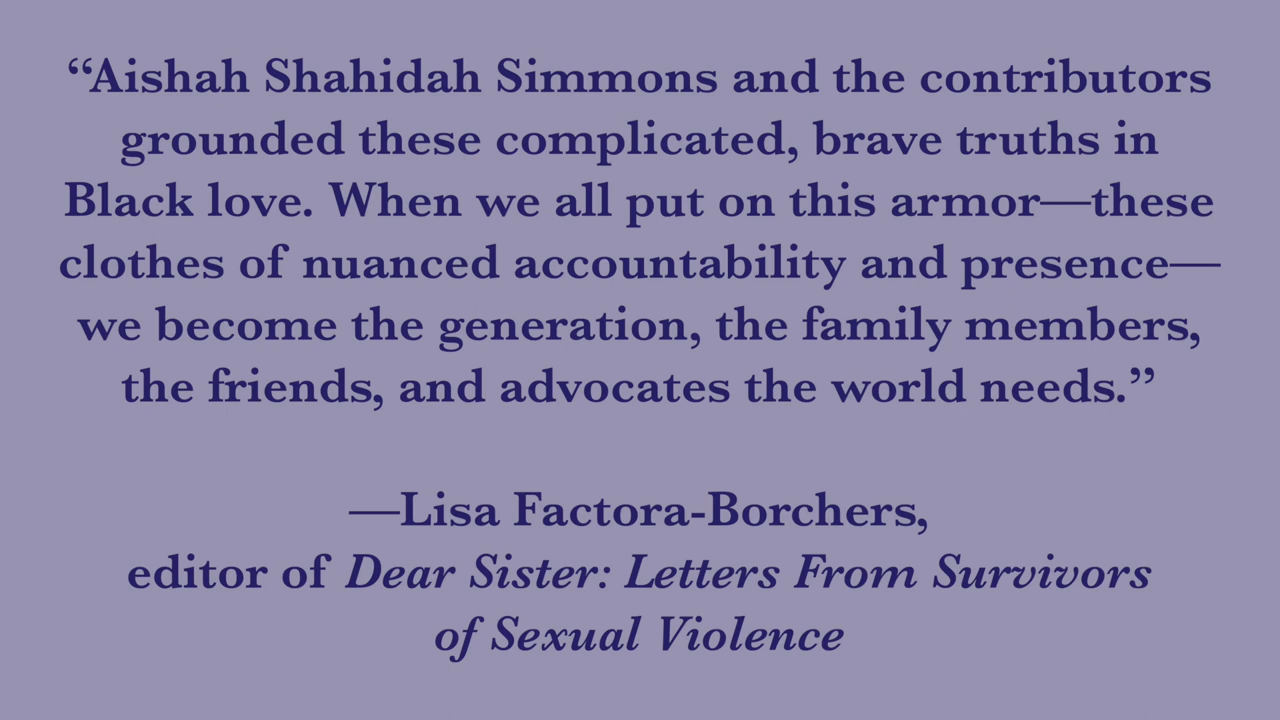 “Aishah Shahidah Simmons and the contributors
grounded these complicated, brave truths in
Black love. When we all put on this armor—these
clothes of nuanced accountability and presence—
we become the generation, the family members,
the friends, and advocates the world needs.”
—Lisa Factora-Borchers,
editor of Dear Sister: Letters From Survivors
of Sexual Violence